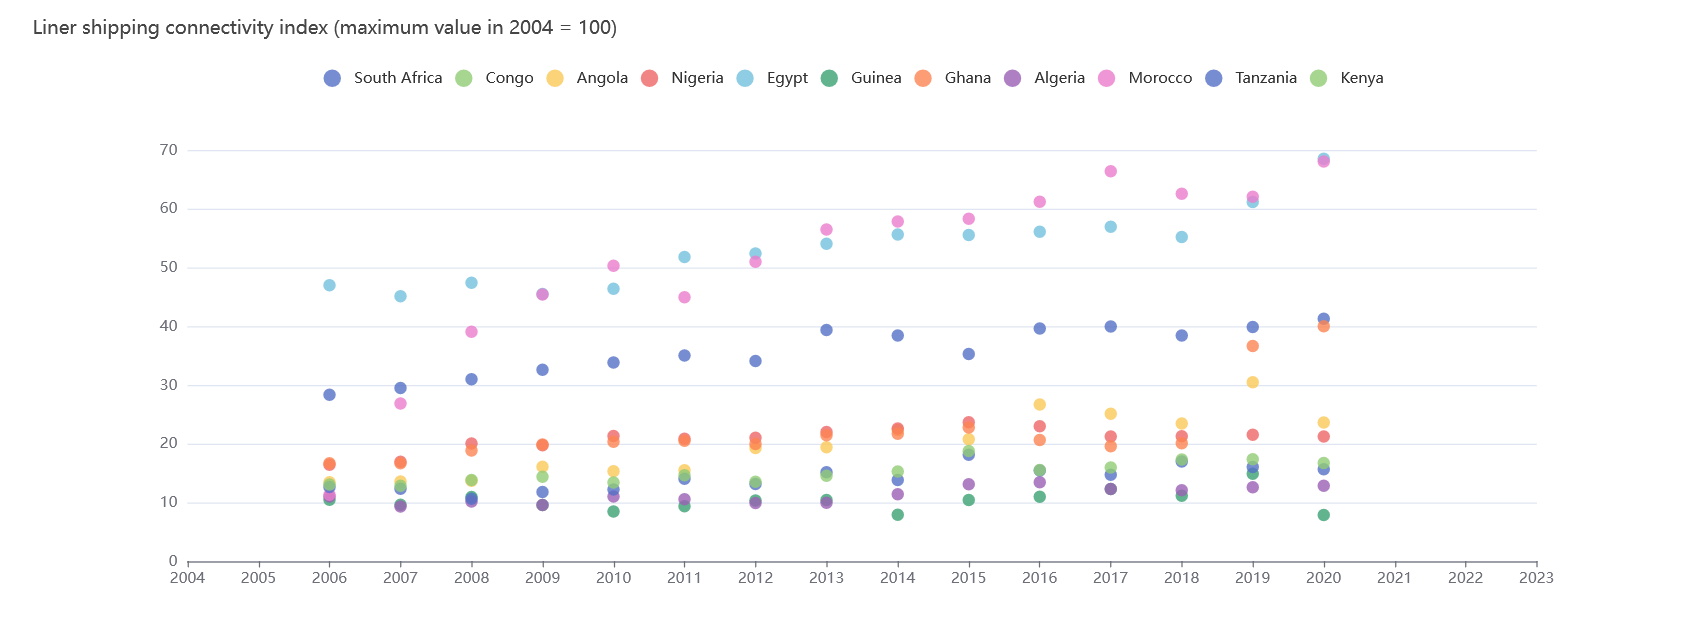 Liner shipping connectivity index (maximum value in 2004 = 100)
South Africa Congo Angola Nigeria Egypt Guinea Ghana Algeria Morocco Tanzania Kenya
70
60
50
40
30
20
10
0
2004 2005 2006 2007 2008 2009 2010 2011 2012 2013 2014 2015 2016 2017 2018 2019 2020 2021 2022 2023